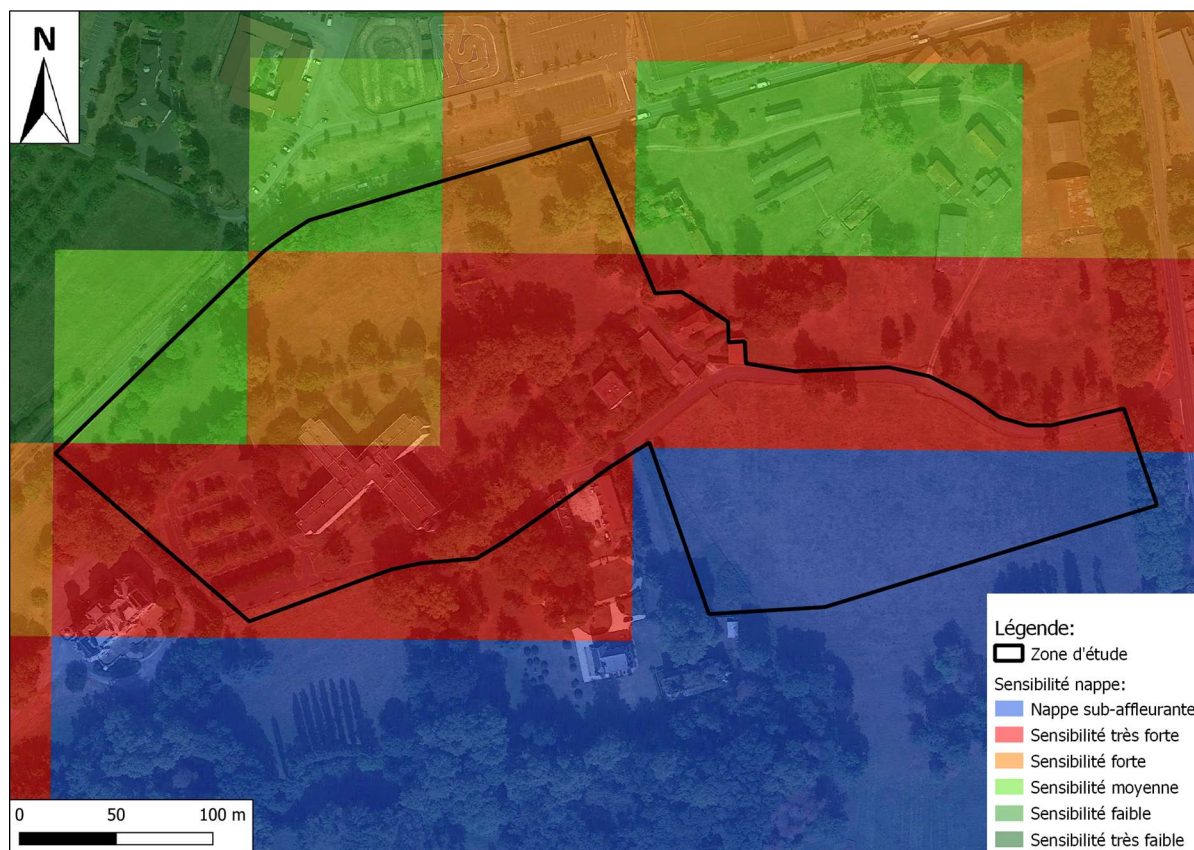 N
Légende:
Zone d'étude
Sensibilité nappe:
Nappe sub-affleurante
Sensibilité très forte
Sensibilité forte
Sensibilité moyenne
Sensibilité faible
Sensibilité très faible
0 50 100 m